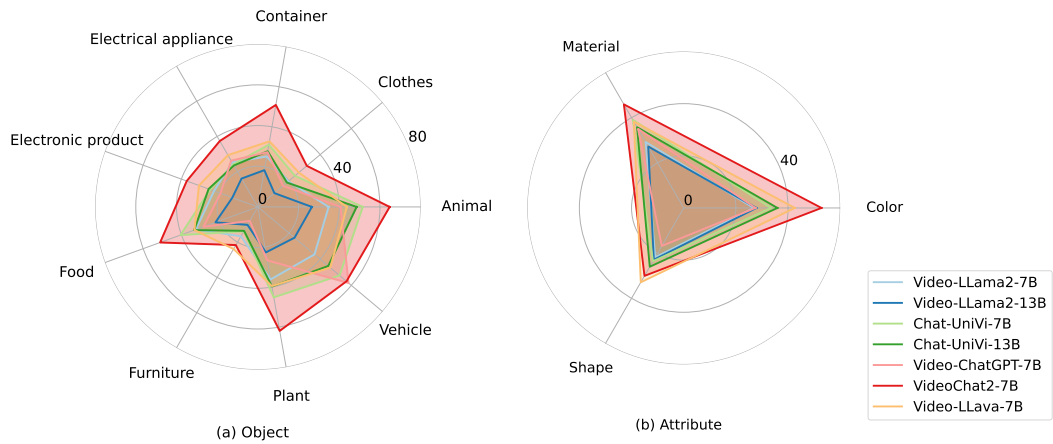 Container
Electrical appliance
Clothes
Electronic product
80
40
0
Animal
Food
Vehicle
Furniture
Plant
(a) Object
Material
40
0
Color
Shape
(b) Attribute
Video-LLama2-7B
Video-LLama2-13B
Chat-UniVi-7B
Chat-UniVi-13B
Video-ChatGPT-7B
VideoChat2-7B
Video-LLava-7B